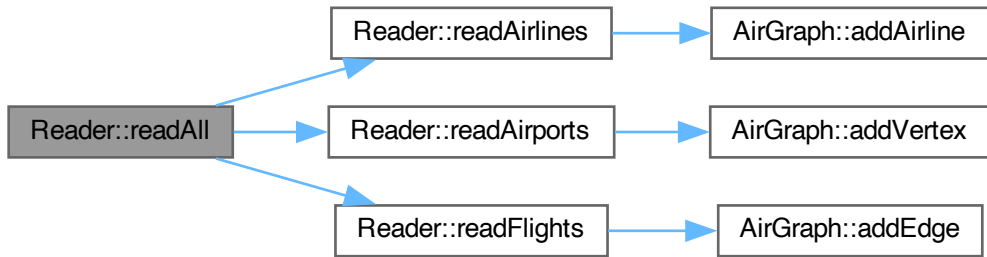 Reader::readAirlines
AirGraph::addAirline
Reader::readAll
Reader::readAirports
AirGraph::addVertex
Reader::readFlights
AirGraph::addEdge